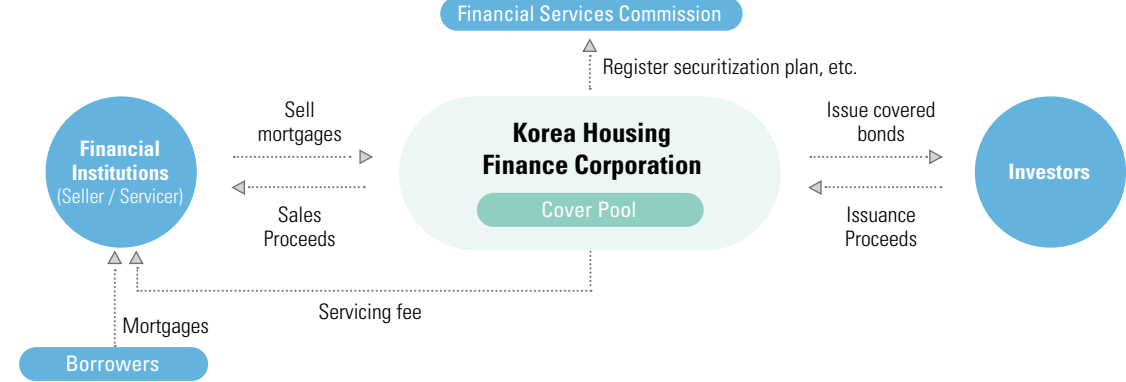 Financial Services Commission
Register securitization plan, etc.
Sell
mortgages
Issue covered
bonds
Financial
Institutions
(Seller / Servicer)
Korea Housing
Finance Corporation
Cover Pool
Investors
Sales
Proceeds
Issuance
Proceeds
Servicing fee
Mortgages
Borrowers